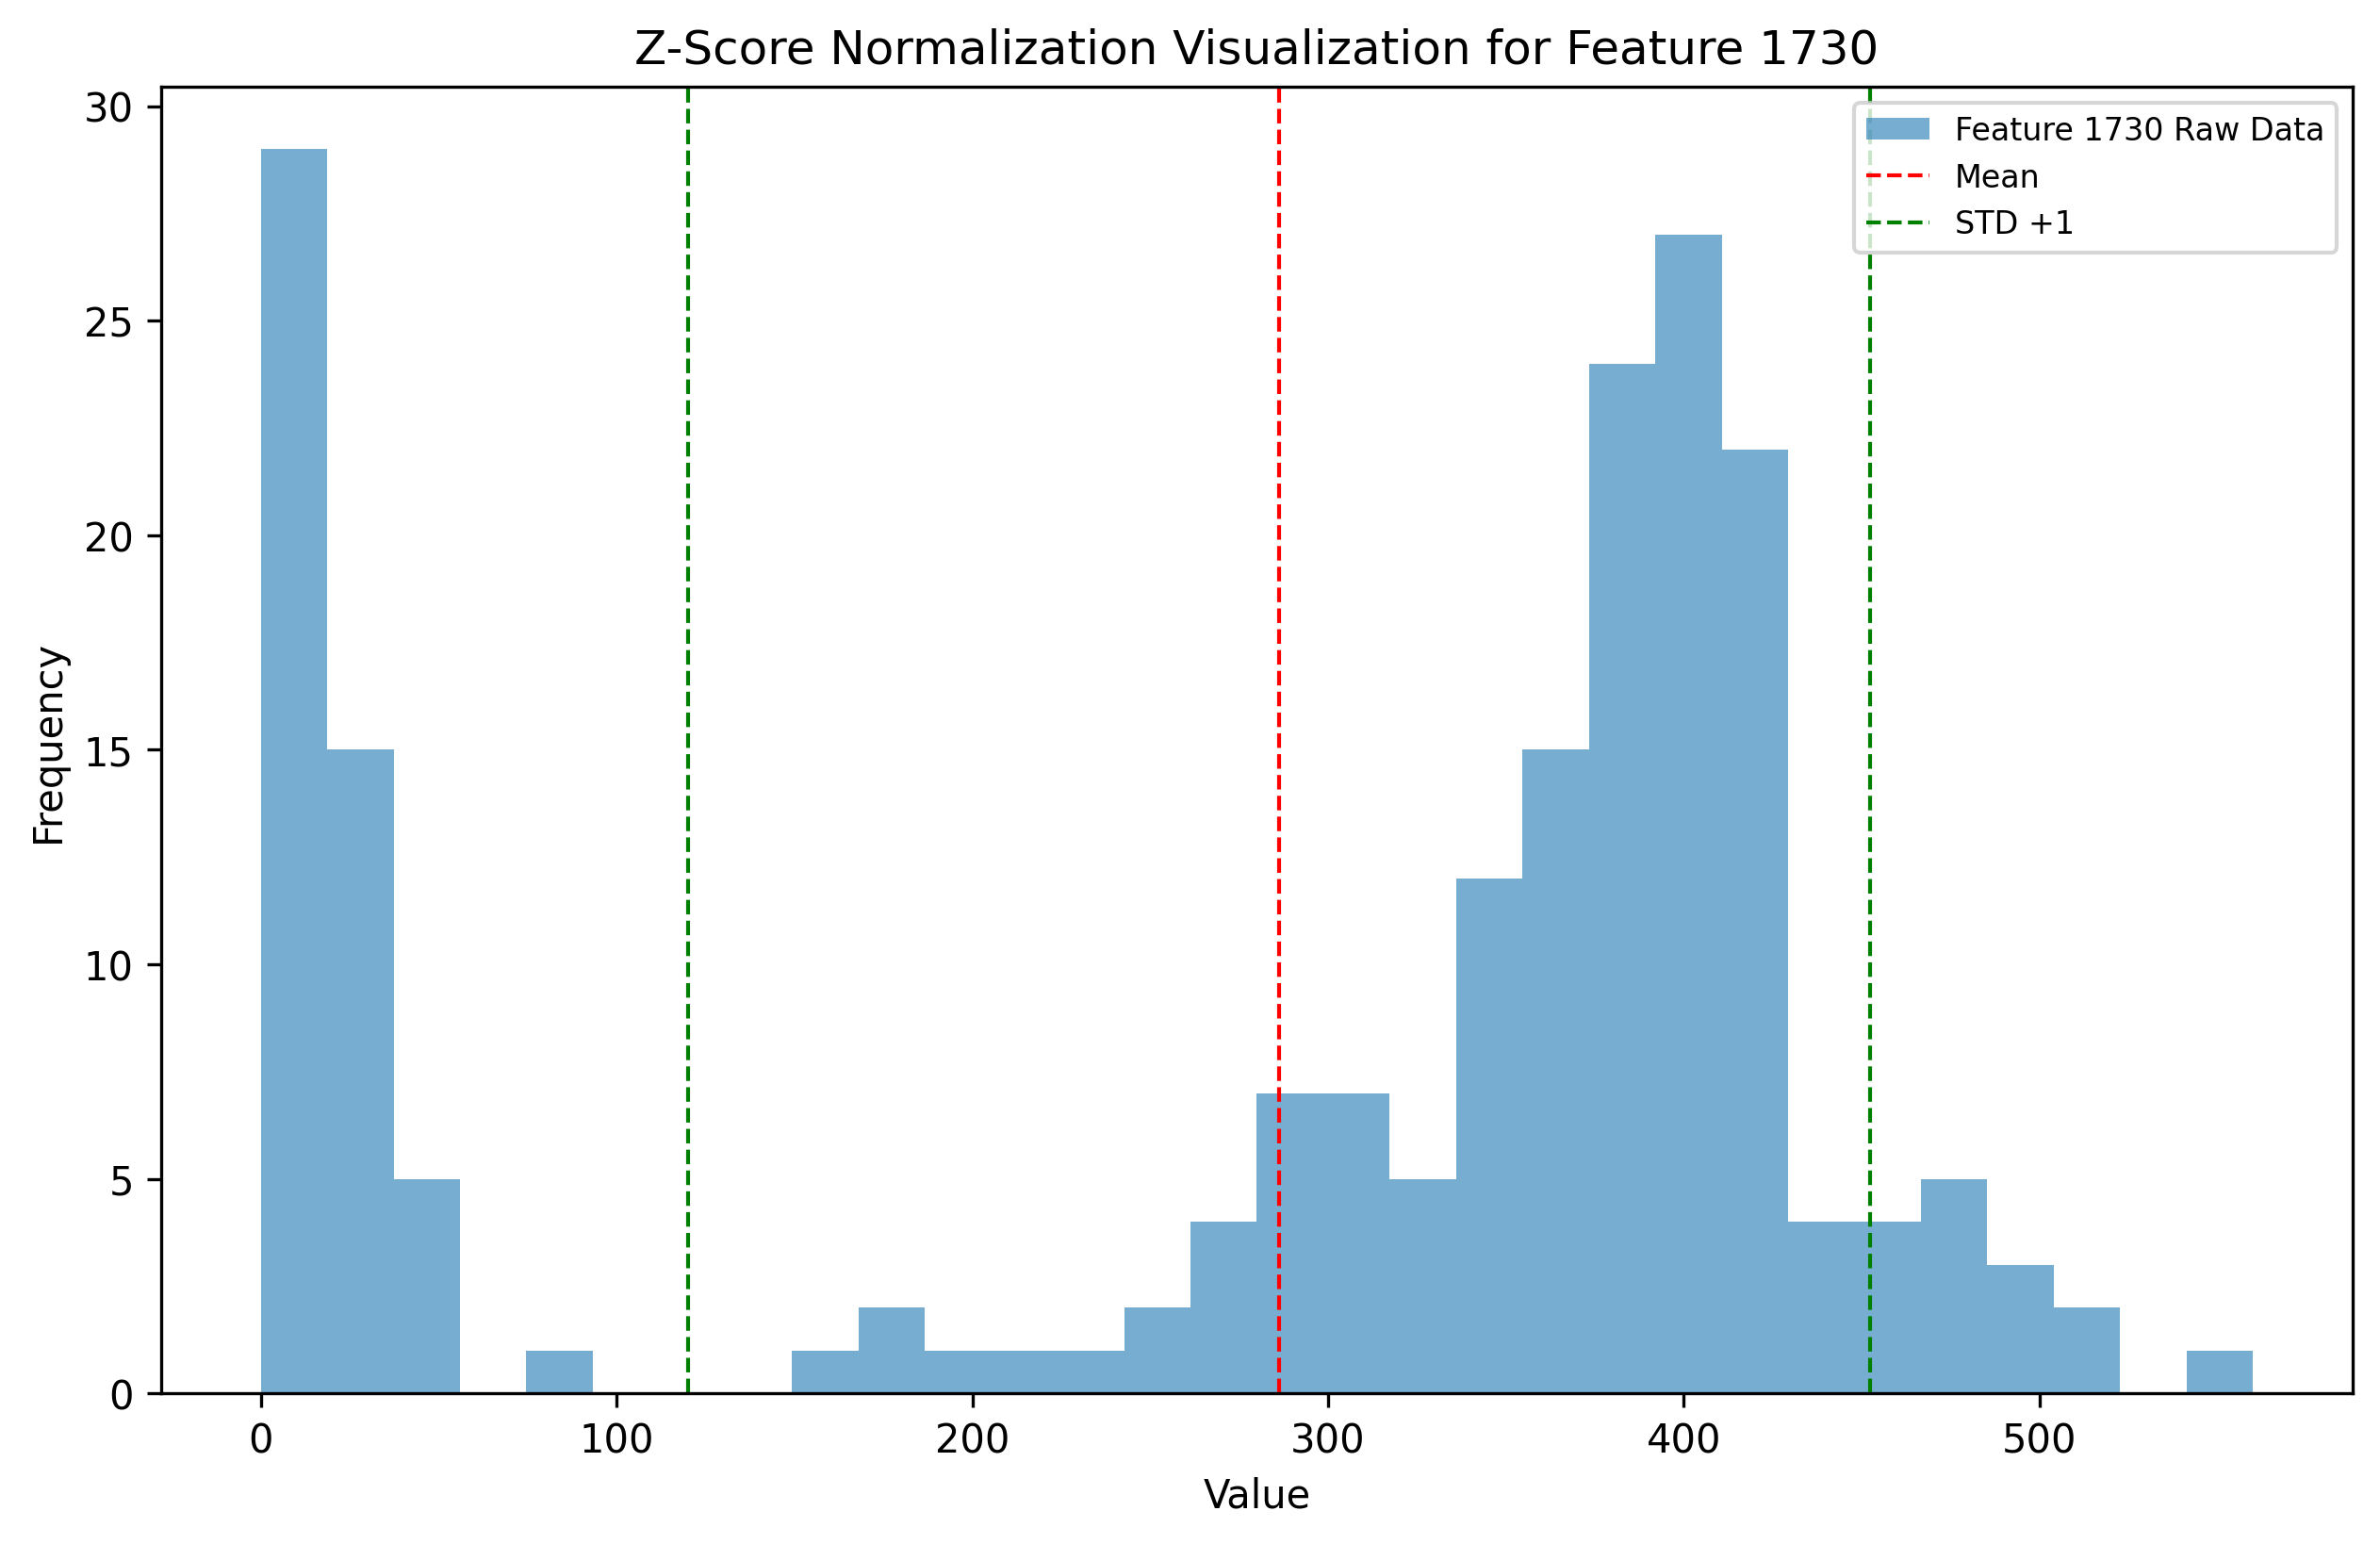 Z-Score Normalization Visualization for Feature 1730
Feature 1730 Raw Data
Mean
STD +1
Frequency
30
25
20
15
10
5
0
0 100 200 300 400 500
Value